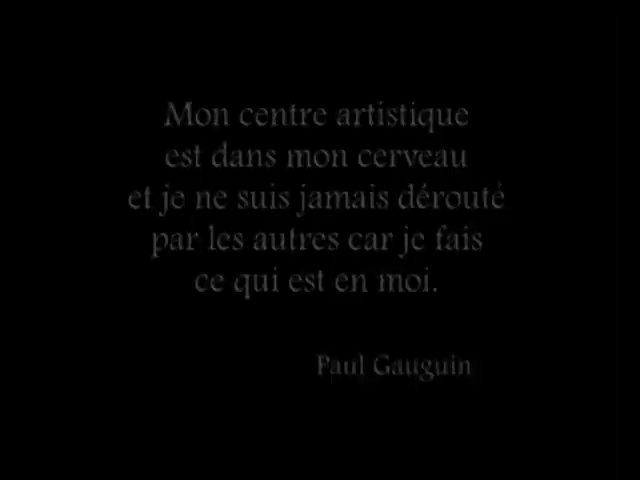 Mon centre artistique
est dans mon cerveau
et je ne suis jamais dérouté
par les autres car je fais
ce qui est en moi.
Paul Gauguin